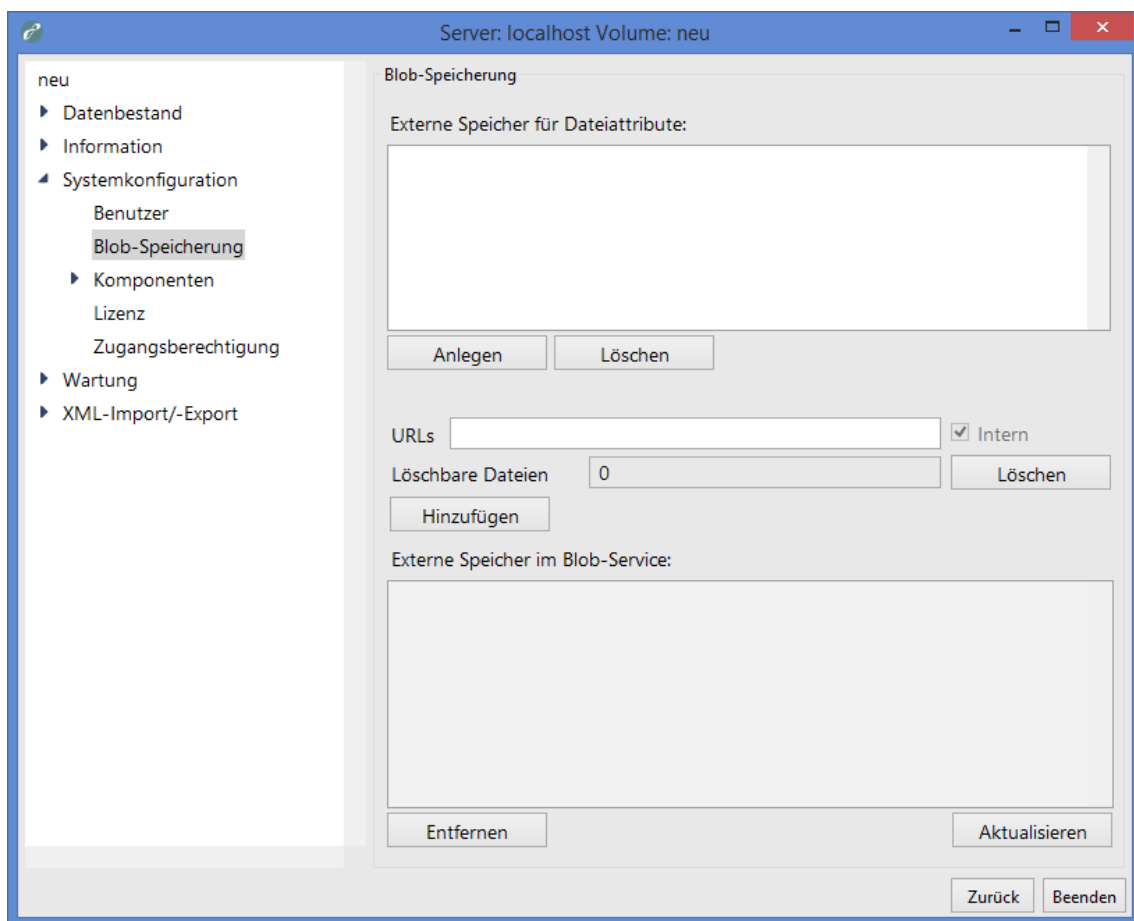 Server: localhost Volume: neu
neu
Datenbestand
Information
Systemkonfiguration
Benutzer
Blob-Speicherung
Komponenten
Lizenz
Zugangsberechtigung
Wartung
XML-Import/-Export
Blob-Speicherung
Externe Speicher für Dateiattribute:
Anlegen Löschen
URLs Intern
Löschbare Dateien 0 Löschen
Hinzufügen
Externe Speicher im Blob-Service:
Entfernen Aktualisieren
Zurück Beenden